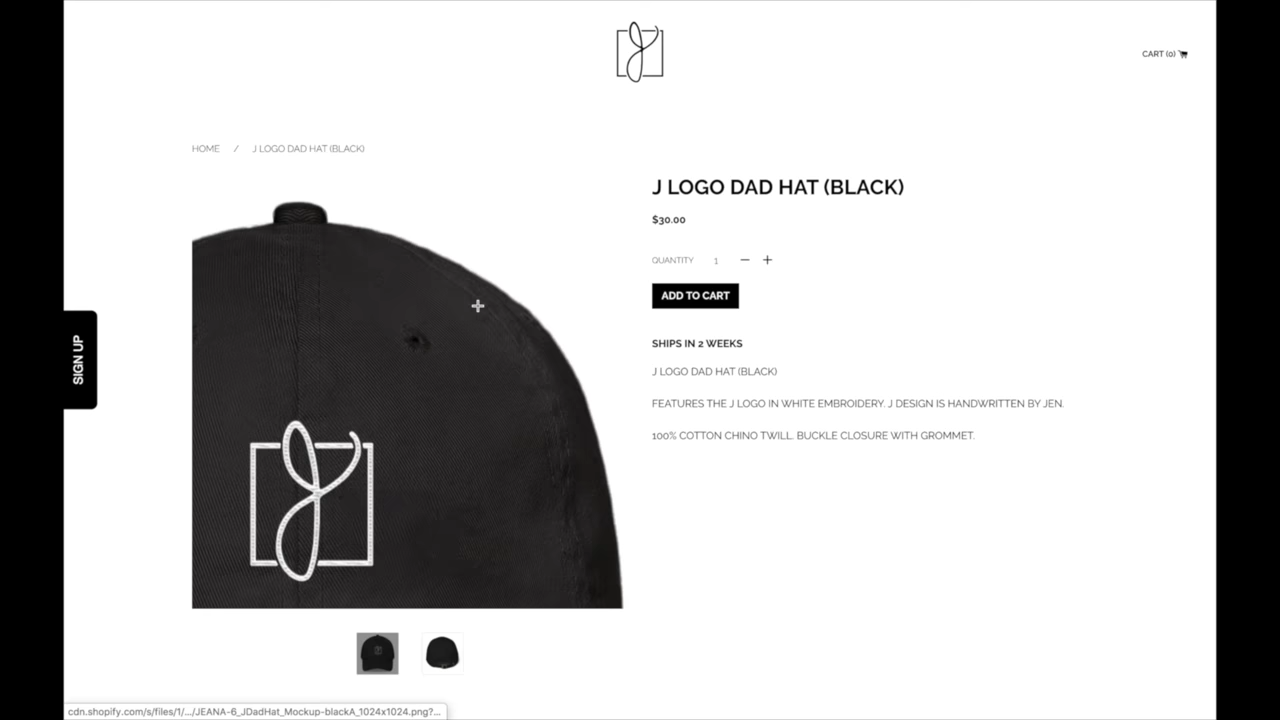 J
CART (0)
HOME / J LOGO DAD HAT (BLACK)
J LOGO DAD HAT (BLACK)
$30.00
QUANTITY 1 − +
ADD TO CART
SHIPS IN 2 WEEKS
J LOGO DAD HAT (BLACK)
FEATURES THE J LOGO IN WHITE EMBROIDERY. J DESIGN IS HANDWRITTEN BY JEN.
100% COTTON CHINO TWILL. BUCKLE CLOSURE WITH GROMMET.
SIGN UP
J
cdn.shopify.com/s/files/1/.../JEANA-6_JDadHat_Mockup-blackA_1024x1024.png?...